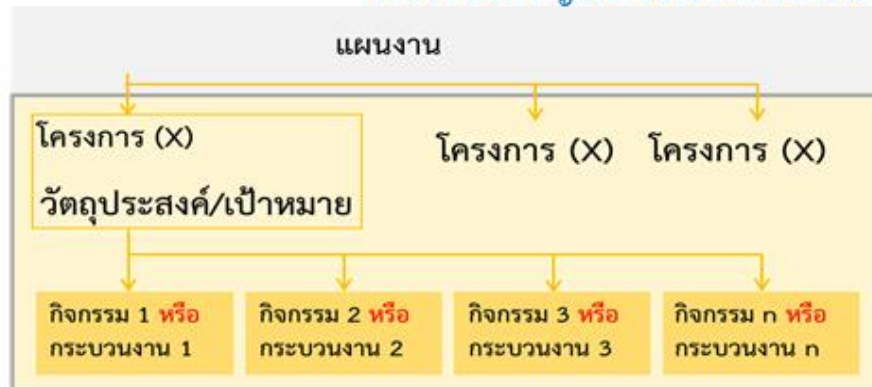 แผนงาน
โครงการ (X)
วัตถุประสงค์/เป้าหมาย
โครงการ (X)
โครงการ (X)
กิจกรรม 1 หรือ
กระบวนงาน 1
กิจกรรม 2 หรือ
กระบวนงาน 2
กิจกรรม 3 หรือ
กระบวนงาน 3
กิจกรรม n หรือ
กระบวนงาน n